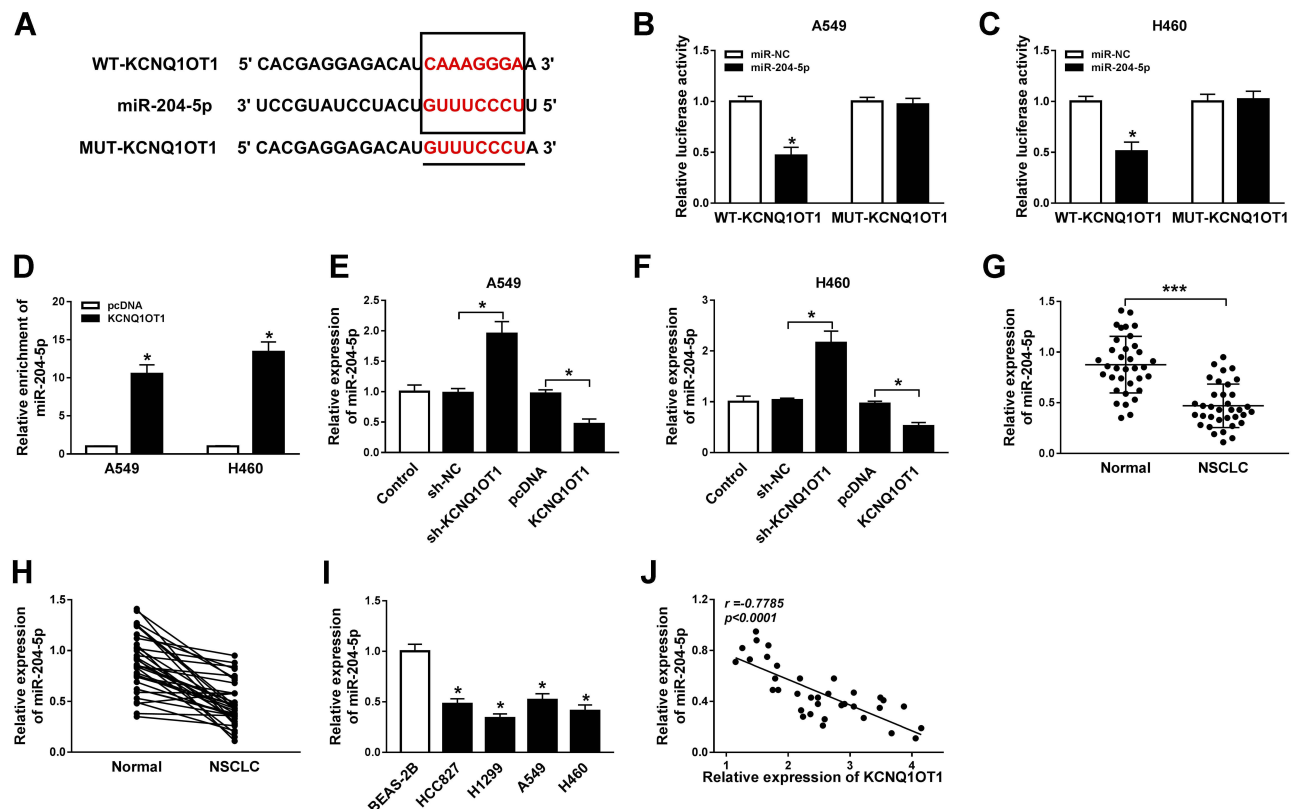 A
WT-KCNQ1OT1 5' CACGAGGAGACAUCAAAGGGAA 3'
miR-204-5p 3' UCCGUAUCCUACUGUUUCCCUU 5'
MUT-KCNQ1OT1 5' CACGAGGAGACAUGUUUCCCUA 3'
B
A549
Relative luciferase activity
1.5
1.0
0.5
0.0
miR-NC
miR-204-5p
*
WT-KCNQ1OT1 MUT-KCNQ1OT1
C
H460
Relative luciferase activity
1.5
1.0
0.5
0.0
miR-NC
miR-204-5p
*
WT-KCNQ1OT1 MUT-KCNQ1OT1
D
Relative enrichment of
miR-204-5p
20
15
10
5
0
pcDNA
KCNQ1OT1
* *
A549 H460
E
A549
Relative expression
of miR-204-5p
2.5
2.0
1.5
1.0
0.5
0.0
* *
Control
sh-NC
sh-KCNQ1OT1
pcDNA
KCNQ1OT1
F
H460
Relative expression
of miR-204-5p
3
2
1
0
* *
Control
sh-NC
sh-KCNQ1OT1
pcDNA
KCNQ1OT1
G
Relative expression
of miR-204-5p
1.5
1.0
0.5
0.0
***
Normal NSCLC
H
Relative expression
of miR-204-5p
1.5
1.0
0.5
0.0
Normal NSCLC
I
Relative expression
of miR-204-5p
1.5
1.0
0.5
0.0
* * * *
BEAS-2B
HCC827
H1299
A549
H460
J
Relative expression
of miR-204-5p
1.2
0.8
0.4
0.0
r =-0.7785
p<0.0001
1 2 3 4
Relative expression of KCNQ1OT1